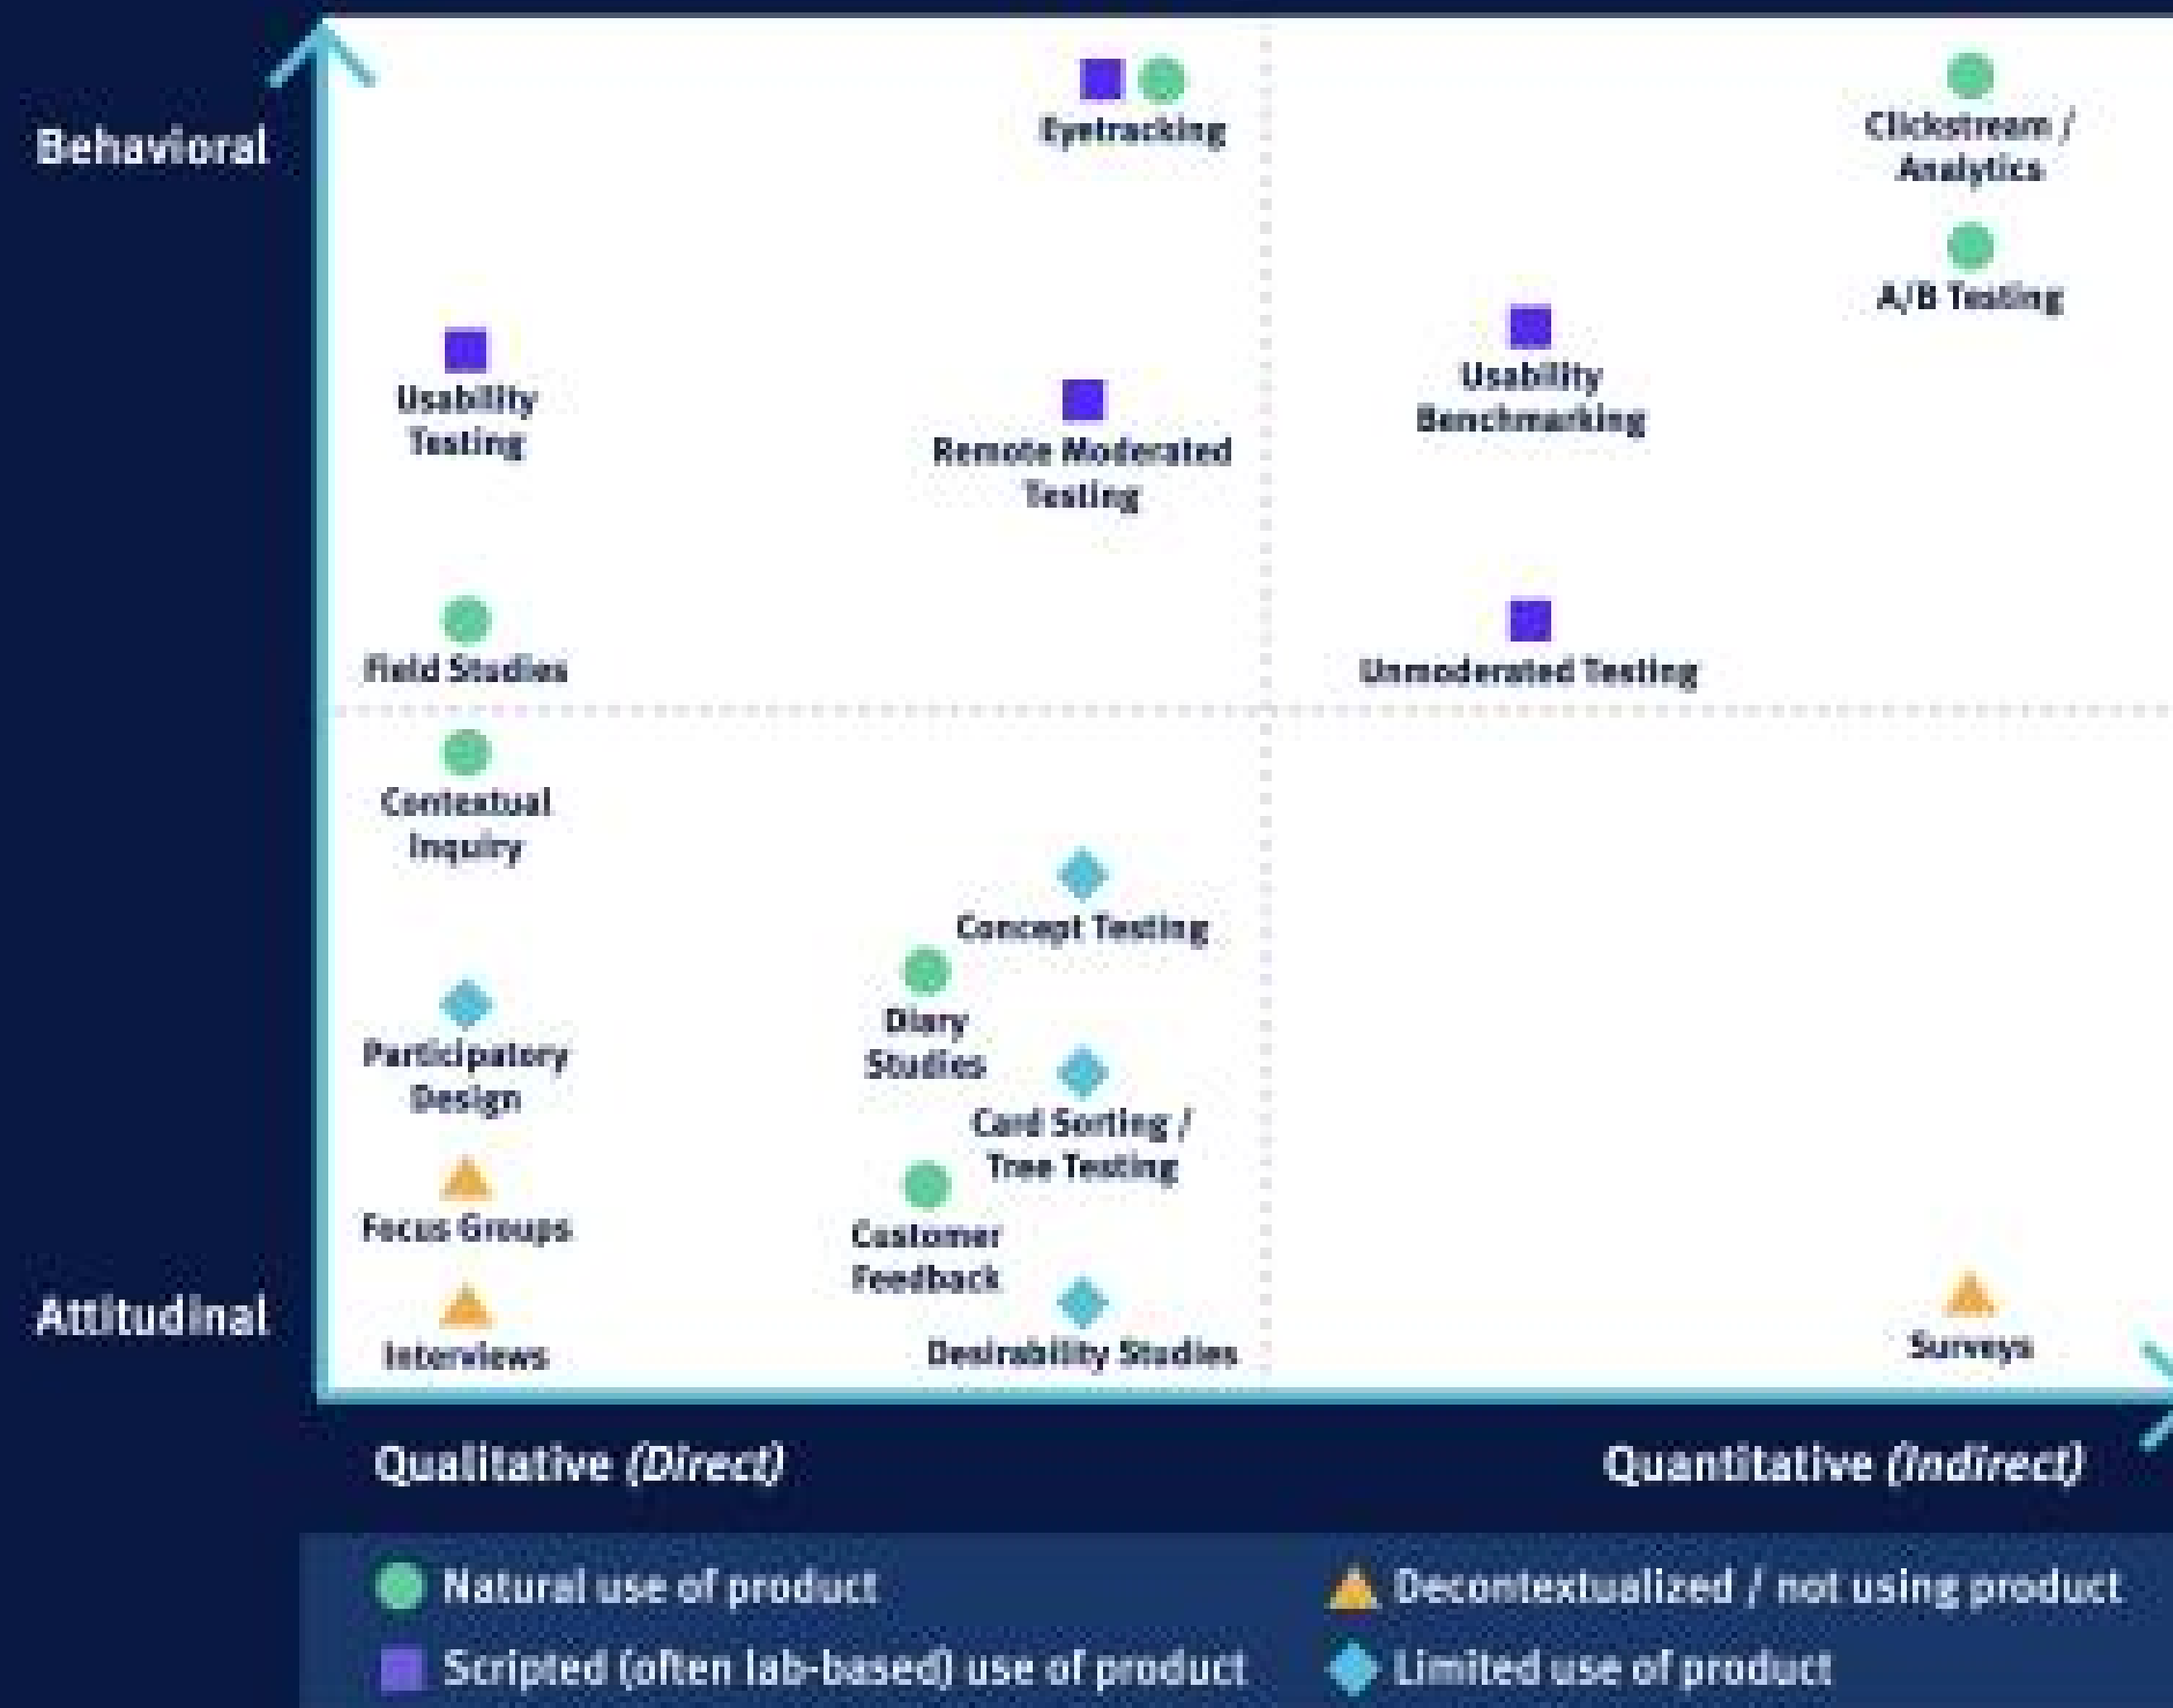 Behavioral
Eyetracking
Clickstream /
Analytics
A/B Testing
Usability
Testing
Remote Moderated
Testing
Usability
Benchmarking
Field Studies
Unmoderated Testing
Contextual
Inquiry
Concept Testing
Diary
Studies
Participatory
Design
Card Sorting /
Tree Testing
Focus Groups
Customer
Feedback
Attitudinal
Interviews
Desirability Studies
Surveys
Qualitative (Direct)
Quantitative (Indirect)
Natural use of product
Decontextualized / not using product
Scripted (often lab-based) use of product
Limited use of product